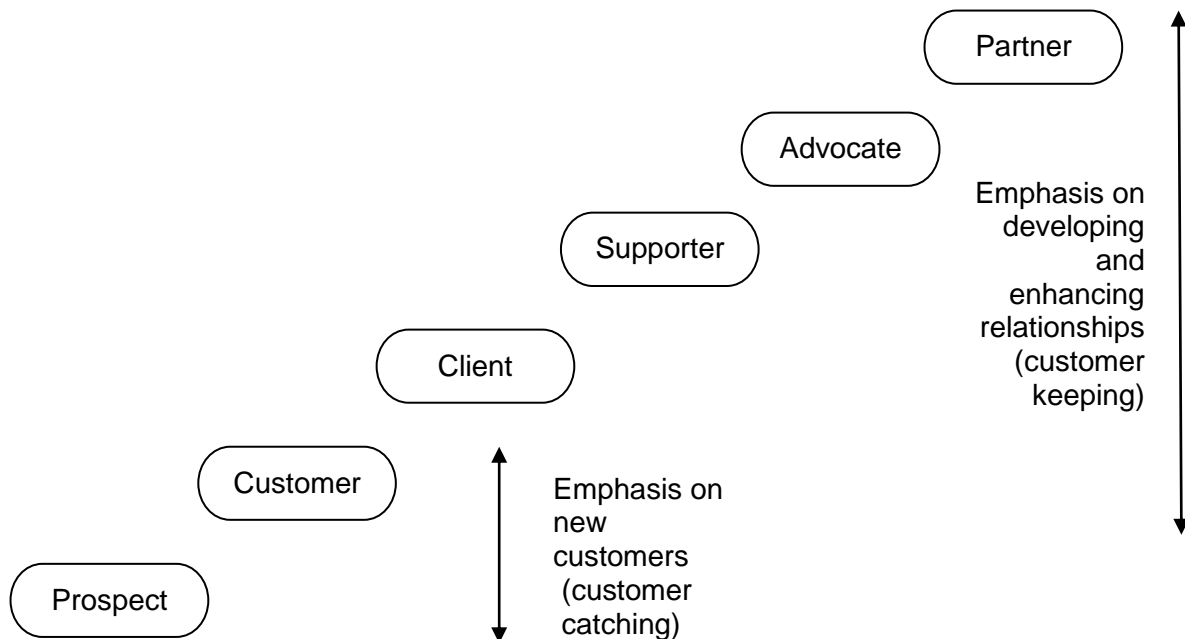 Partner
Advocate
Emphasis on
developing
and
enhancing
relationships
(customer
keeping)
Supporter
Client
Customer
Emphasis on
new
customers
(customer
catching)
Prospect